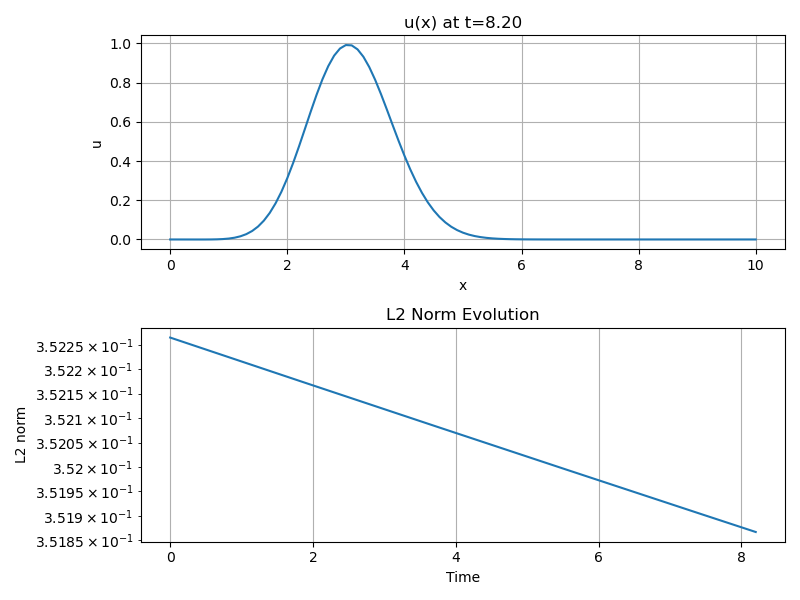 u(x) at t=8.20
1.0
0.8
0.6
0.4
0.2
0.0
u
0 2 4 6 8 10
x
L2 Norm Evolution
3.5225 × 10⁻¹
3.522 × 10⁻¹
3.5215 × 10⁻¹
3.521 × 10⁻¹
3.5205 × 10⁻¹
3.52 × 10⁻¹
3.5195 × 10⁻¹
3.519 × 10⁻¹
3.5185 × 10⁻¹
L2 norm
0 2 4 6 8
Time